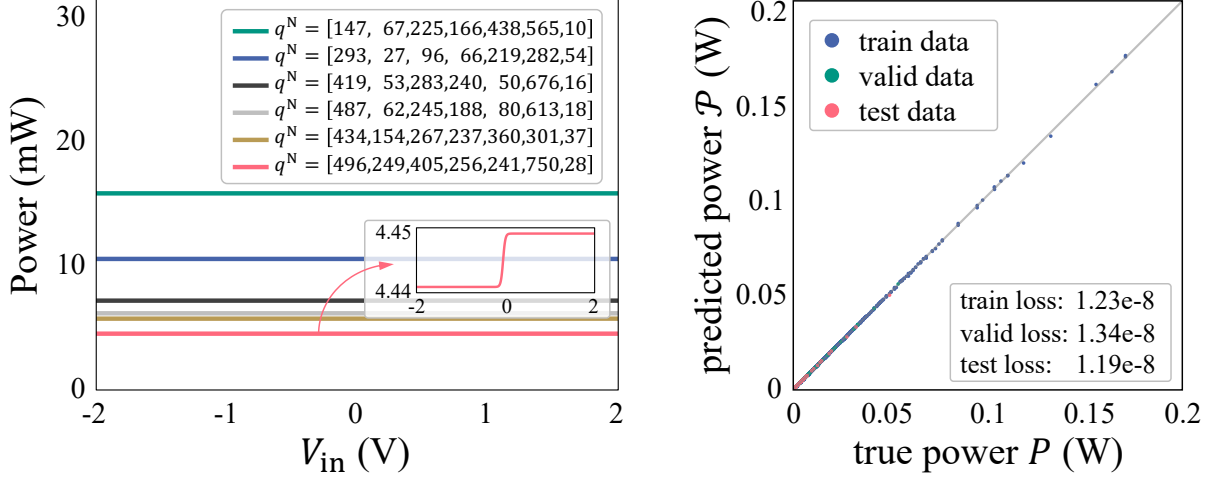 30
20
10
0
Power (mW)
-2
-1
0
1
2
V_in (V)
q^N = [147, 67,225,166,438,565,10]
q^N = [293, 27, 96, 66,219,282,54]
q^N = [419, 53,283,240, 50,676,16]
q^N = [487, 62,245,188, 80,613,18]
q^N = [434,154,267,237,360,301,37]
q^N = [496,249,405,256,241,750,28]
4.45
4.44
-2
0
2
0.2
0.15
0.1
0.05
0
predicted power 𝒫 (W)
train data
valid data
test data
train loss: 1.23e-8
valid loss: 1.34e-8
test loss: 1.19e-8
0
0.05
0.1
0.15
0.2
true power P (W)